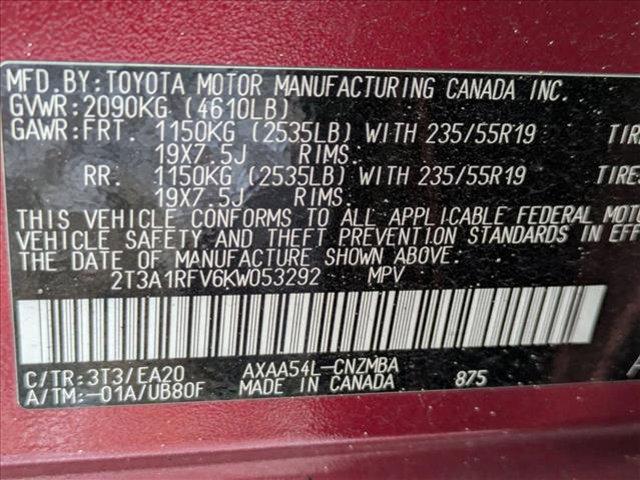 MFD. BY: TOYOTA MOTOR MANUFACTURING CANADA INC.
GVWR: 2090KG (4610LB)
GAWR: FRT. 1150KG (2535LB) WITH 235/55R19 TIR
19X7.5J RIMS.
RR. 1150KG (2535LB) WITH 235/55R19 TIRES
19X7.5J RIMS.
THIS VEHICLE CONFORMS TO ALL APPLICABLE FEDERAL MOT
VEHICLE SAFETY AND THEFT PREVENTION STANDARDS IN EFF
THE DATE OF MANUFACTURE SHOWN ABOVE.
2T3A1RFV6KW053292 MPV
C/TR: 3T3/EA20 AXAA54L-CNZMBA
A/TM: -01A/UB80F MADE IN CANADA 875